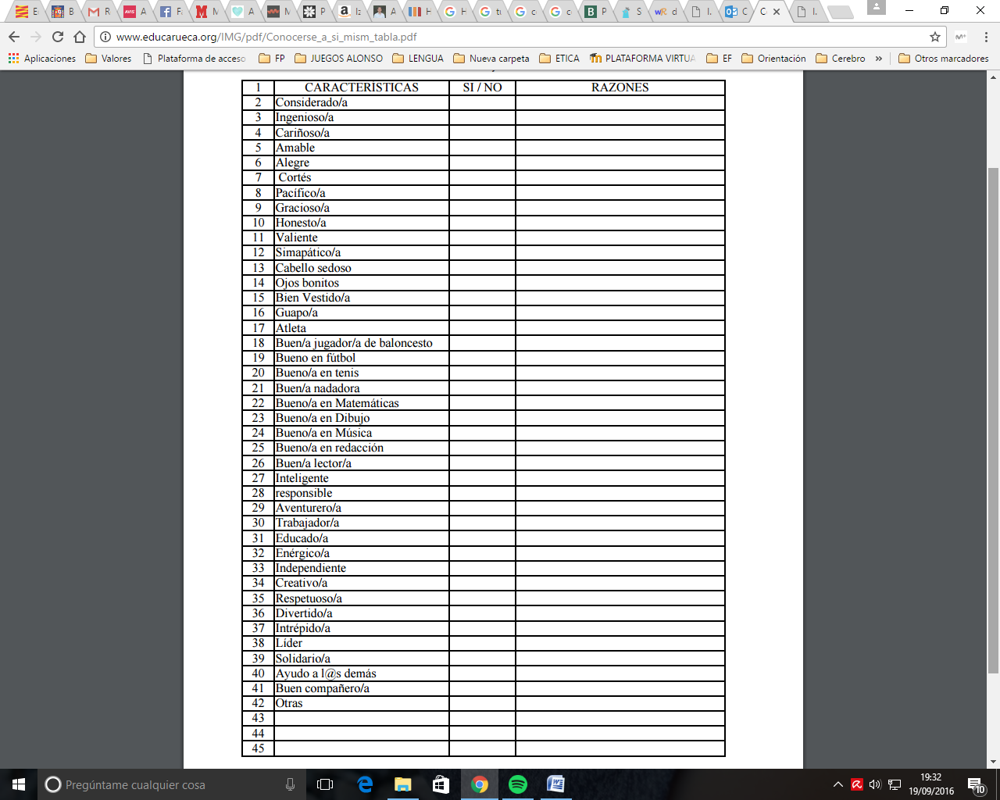 E
B
R
A
F
M
M
A
M
P
Iz
A
H
H
tu
c
c
P
S
d
I.
C
C
I.
www.educarueca.org/IMG/pdf/Conocerse_a_si_mism_tabla.pdf
Aplicaciones Valores Plataforma de acceso FP JUEGOS ALONSO LENGUA Nueva carpeta ETICA PLATAFORMA VIRTUA EF Orientación Cerebro » Otros marcadores
1 CARACTERÍSTICAS SI / NO RAZONES
2 Considerado/a
3 Ingenioso/a
4 Cariñoso/a
5 Amable
6 Alegre
7 Cortés
8 Pacífico/a
9 Gracioso/a
10 Honesto/a
11 Valiente
12 Simapático/a
13 Cabello sedoso
14 Ojos bonitos
15 Bien Vestido/a
16 Guapo/a
17 Atleta
18 Buen/a jugador/a de baloncesto
19 Bueno en fútbol
20 Bueno/a en tenis
21 Buen/a nadadora
22 Bueno/a en Matemáticas
23 Bueno/a en Dibujo
24 Bueno/a en Música
25 Bueno/a en redacción
26 Buen/a lector/a
27 Inteligente
28 responsible
29 Aventurero/a
30 Trabajador/a
31 Educado/a
32 Enérgico/a
33 Independiente
34 Creativo/a
35 Respetuoso/a
36 Divertido/a
37 Intrépido/a
38 Líder
39 Solidario/a
40 Ayudo a l@s demás
41 Buen compañero/a
42 Otras
43
44
45
Pregúntame cualquier cosa
19:32
19/09/2016
10